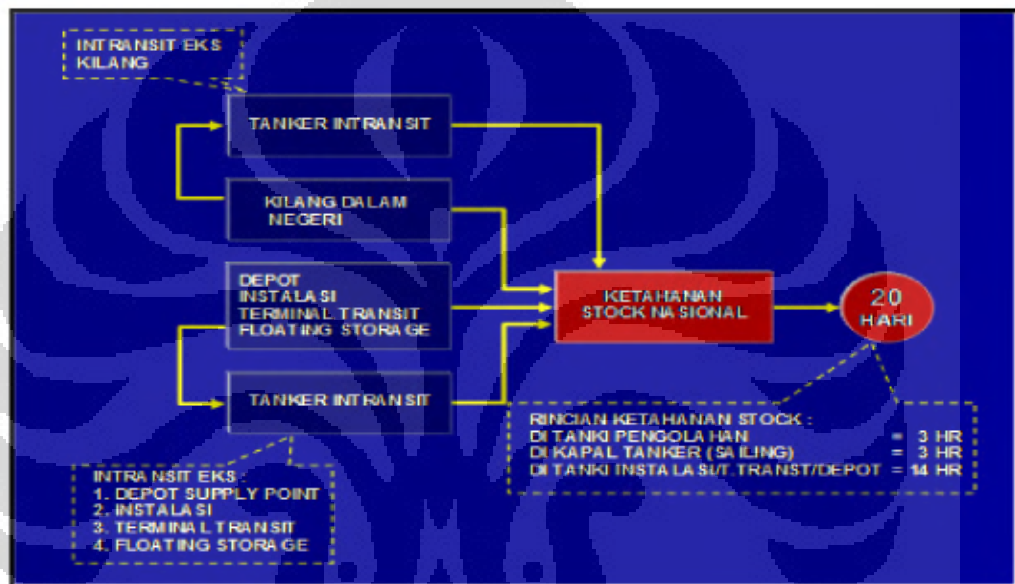 INTRANSIT EKS
KILANG
TANKER INTRANSIT
KILANG DALAM
NEGERI
DEPOT
INSTALASI
TERMINAL TRANSIT
FLOATING STORAGE
TANKER INTRANSIT
KETAHANAN
STOCK NASIONAL
20
HARI
RINCIAN KETAHANAN STOCK :
DI TANKI PENGOLAHAN = 3 HR
DI KAPAL TANKER (SAILING) = 3 HR
DI TANKI INSTALASI/T.TRANST/DEPOT = 14 HR
INTRANSIT EKS :
1. DEPOT SUPPLY POINT
2. INSTALASI
3. TERMINAL TRANSIT
4. FLOATING STORAGE